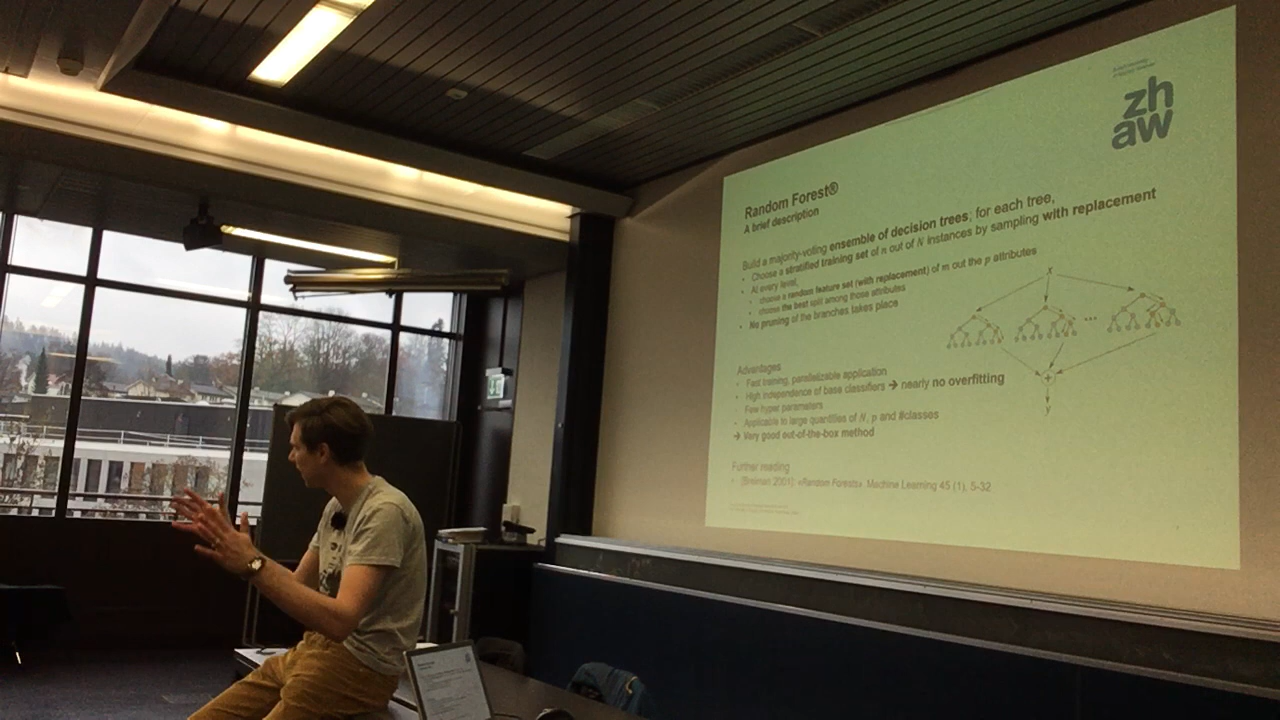 zh
aw
Random Forest®
A brief description
Build a majority-voting ensemble of decision trees; for each tree,
• Choose a stratified training set of n out of N instances by sampling with replacement
• At every level,
• choose a random feature set (with replacement) of m out the p attributes
• choose the best split among those attributes
• No pruning of the branches takes place
...
+
y
Advantages
• Fast training, parallelizable application
• High independence of base classifiers → nearly no overfitting
Few hyper parameters
• Applicable to large quantities of N, p and #classes
→ Very good out-of-the-box method
Further reading
• [Breiman 2001]: «Random Forests». Machine Learning 45 (1), 5-32